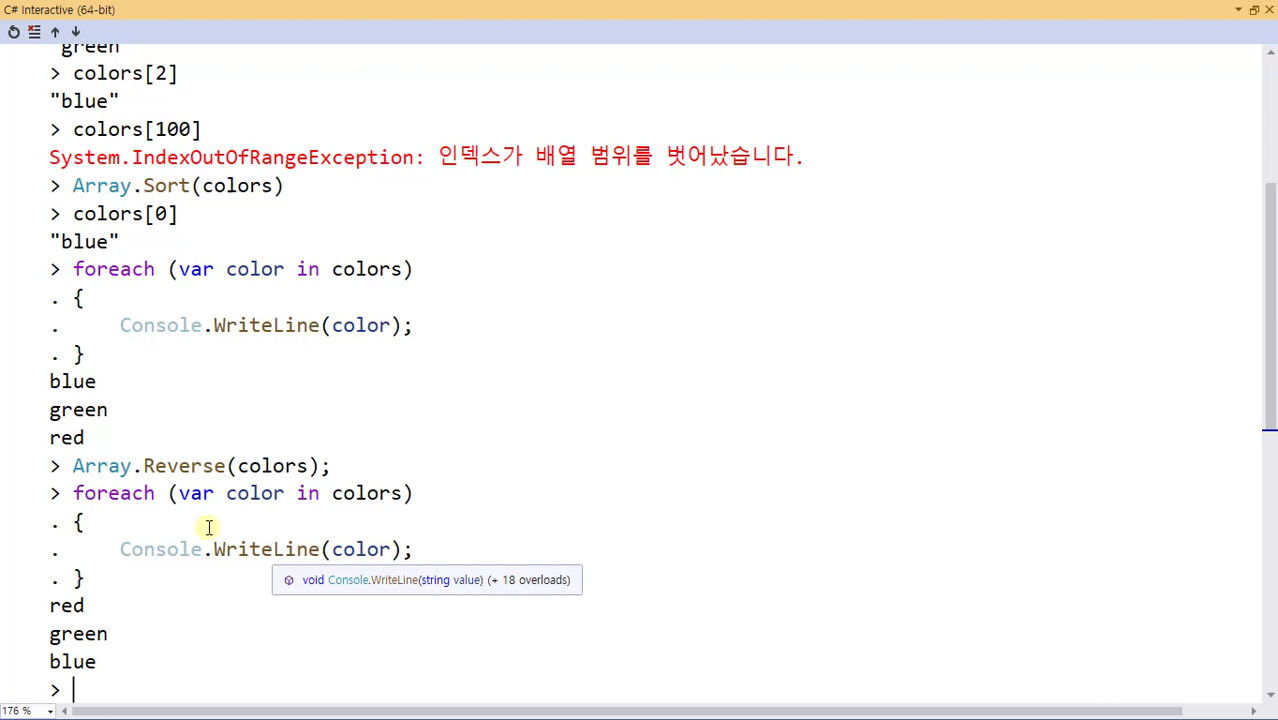 C# Interactive (64-bit)
"green"
> colors[2]
"blue"
> colors[100]
System.IndexOutOfRangeException: 인덱스가 배열 범위를 벗어났습니다.
> Array.Sort(colors)
> colors[0]
"blue"
> foreach (var color in colors)
. {
.     Console.WriteLine(color);
. }
blue
green
red
> Array.Reverse(colors);
> foreach (var color in colors)
. {
.     Console.WriteLine(color);
void Console.WriteLine(string value) (+ 18 overloads)
. }
red
green
blue
>
176 %